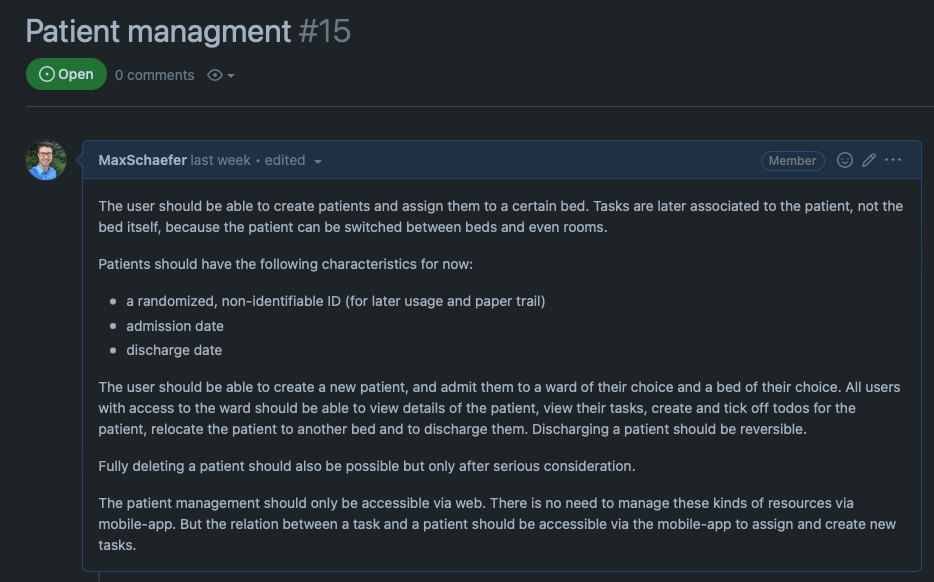 Patient managment #15
Open 0 comments
MaxSchaefer last week • edited Member
The user should be able to create patients and assign them to a certain bed. Tasks are later associated to the patient, not the
bed itself, because the patient can be switched between beds and even rooms.
Patients should have the following characteristics for now:
• a randomized, non-identifiable ID (for later usage and paper trail)
• admission date
• discharge date
The user should be able to create a new patient, and admit them to a ward of their choice and a bed of their choice. All users
with access to the ward should be able to view details of the patient, view their tasks, create and tick off todos for the
patient, relocate the patient to another bed and to discharge them. Discharging a patient should be reversible.
Fully deleting a patient should also be possible but only after serious consideration.
The patient management should only be accessible via web. There is no need to manage these kinds of resources via
mobile-app. But the relation between a task and a patient should be accessible via the mobile-app to assign and create new
tasks.